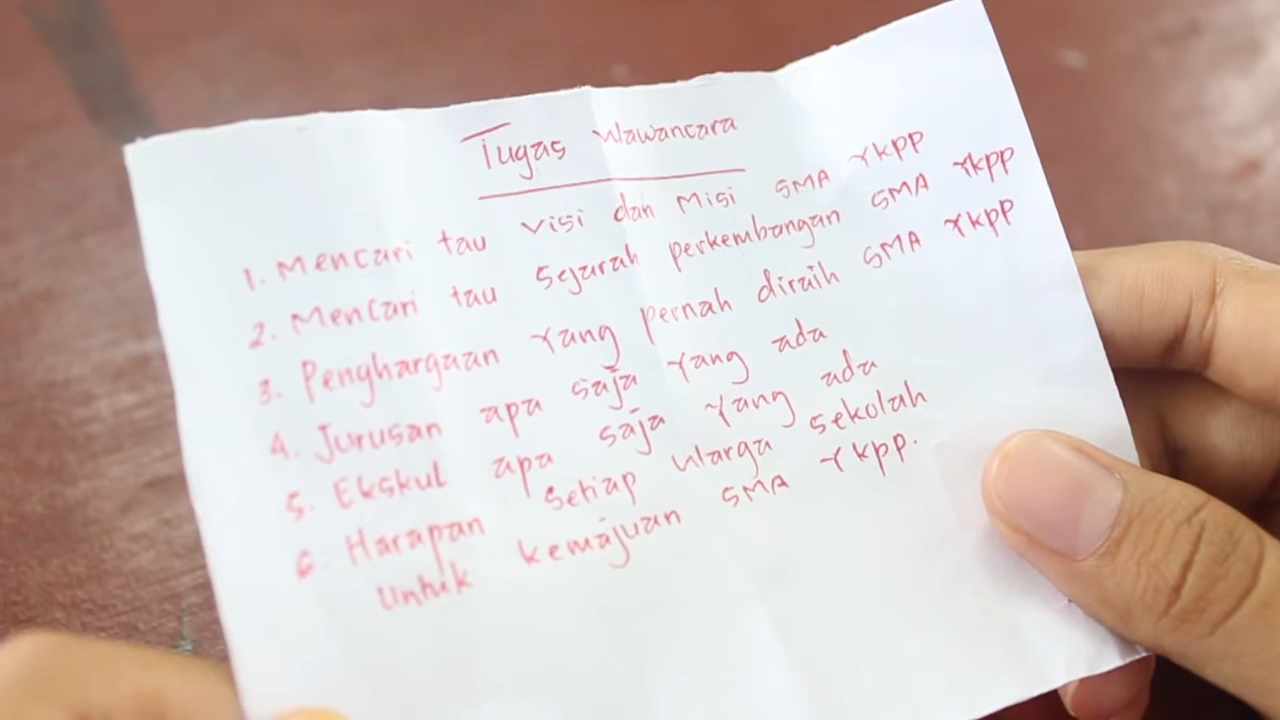 Tugas Wawancara
1. Mencari tau visi dan Misi SMA YKPP
2. Mencari tau Sejarah perkembangan SMA YKPP
3. Penghargaan Yang pernah diraih SMA YKPP
4. Jurusan apa saja Yang ada
5. Ekskul apa saja Yang ada
6. Harapan Setiap warga sekolah
untuk kemajuan SMA YKPP.